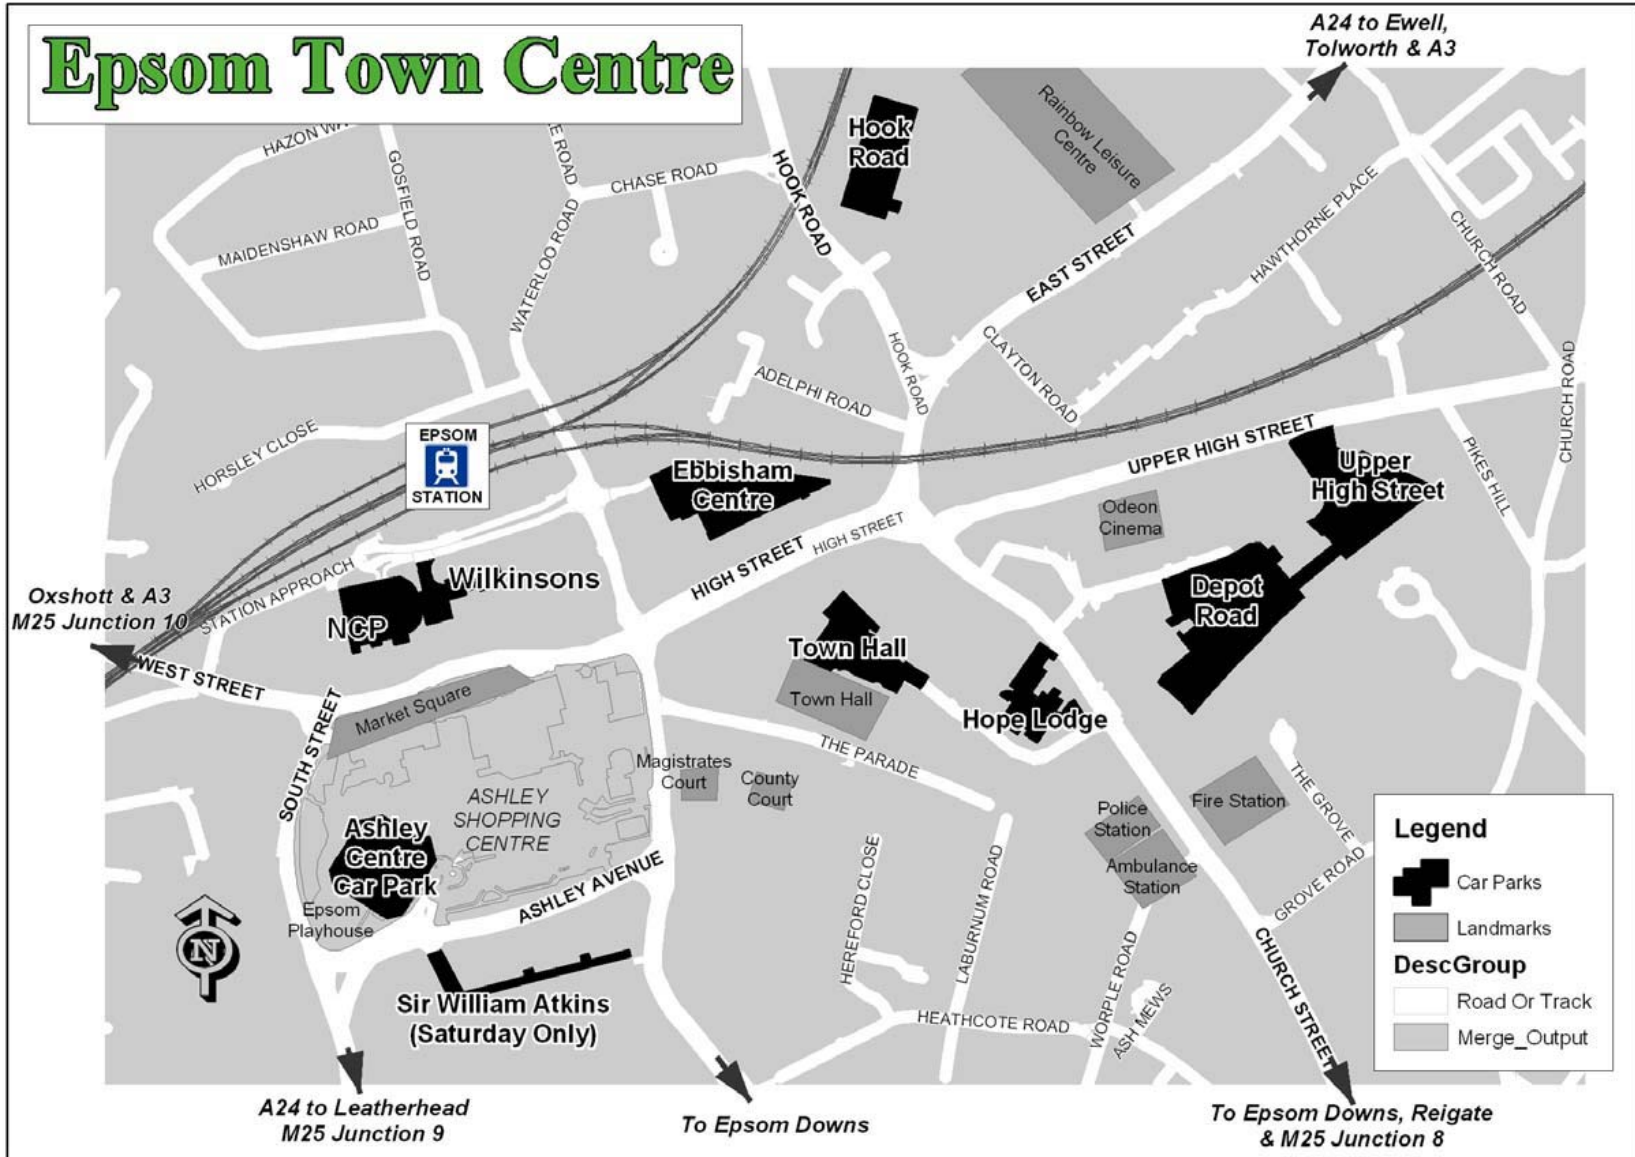 Epsom Town Centre
A24 to Ewell,
Tolworth & A3
HAZON WA
GOSFIELD ROAD
MAIDENSHAW ROAD
E ROAD
CHASE ROAD
WATERLOO ROAD
HOOK ROAD
Hook
Road
Rainbow Leisure
Centre
EAST STREET
HAWTHORNE PLACE
CHURCH ROAD
CLAYTON ROAD
HOOK ROAD
ADELPHI ROAD
HORSLEY CLOSE
EPSOM
STATION
Ebbisham
Centre
UPPER HIGH STREET
Upper
High Street
PIKES HILL
CHURCH ROAD
Odeon
Cinema
HIGH STREET
HIGH STREET
STATION APPROACH
Wilkinsons
NCP
Oxshott & A3
M25 Junction 10
WEST STREET
Depot
Road
Town Hall
Town Hall
Hope Lodge
Market Square
SOUTH STREET
THE PARADE
Magistrates
Court
County
Court
ASHLEY
SHOPPING
CENTRE
Ashley
Centre
Car Park
Epsom
Playhouse
ASHLEY AVENUE
Police
Station
Fire Station
Ambulance
Station
THE GROVE
GROVE ROAD
HEREFORD CLOSE
LABURNUM ROAD
WORPLE ROAD
ASH MEWS
HEATHCOTE ROAD
CHURCH STREET
N
Sir William Atkins
(Saturday Only)
Legend
Car Parks
Landmarks
DescGroup
Road Or Track
Merge_Output
A24 to Leatherhead
M25 Junction 9
To Epsom Downs
To Epsom Downs, Reigate
& M25 Junction 8